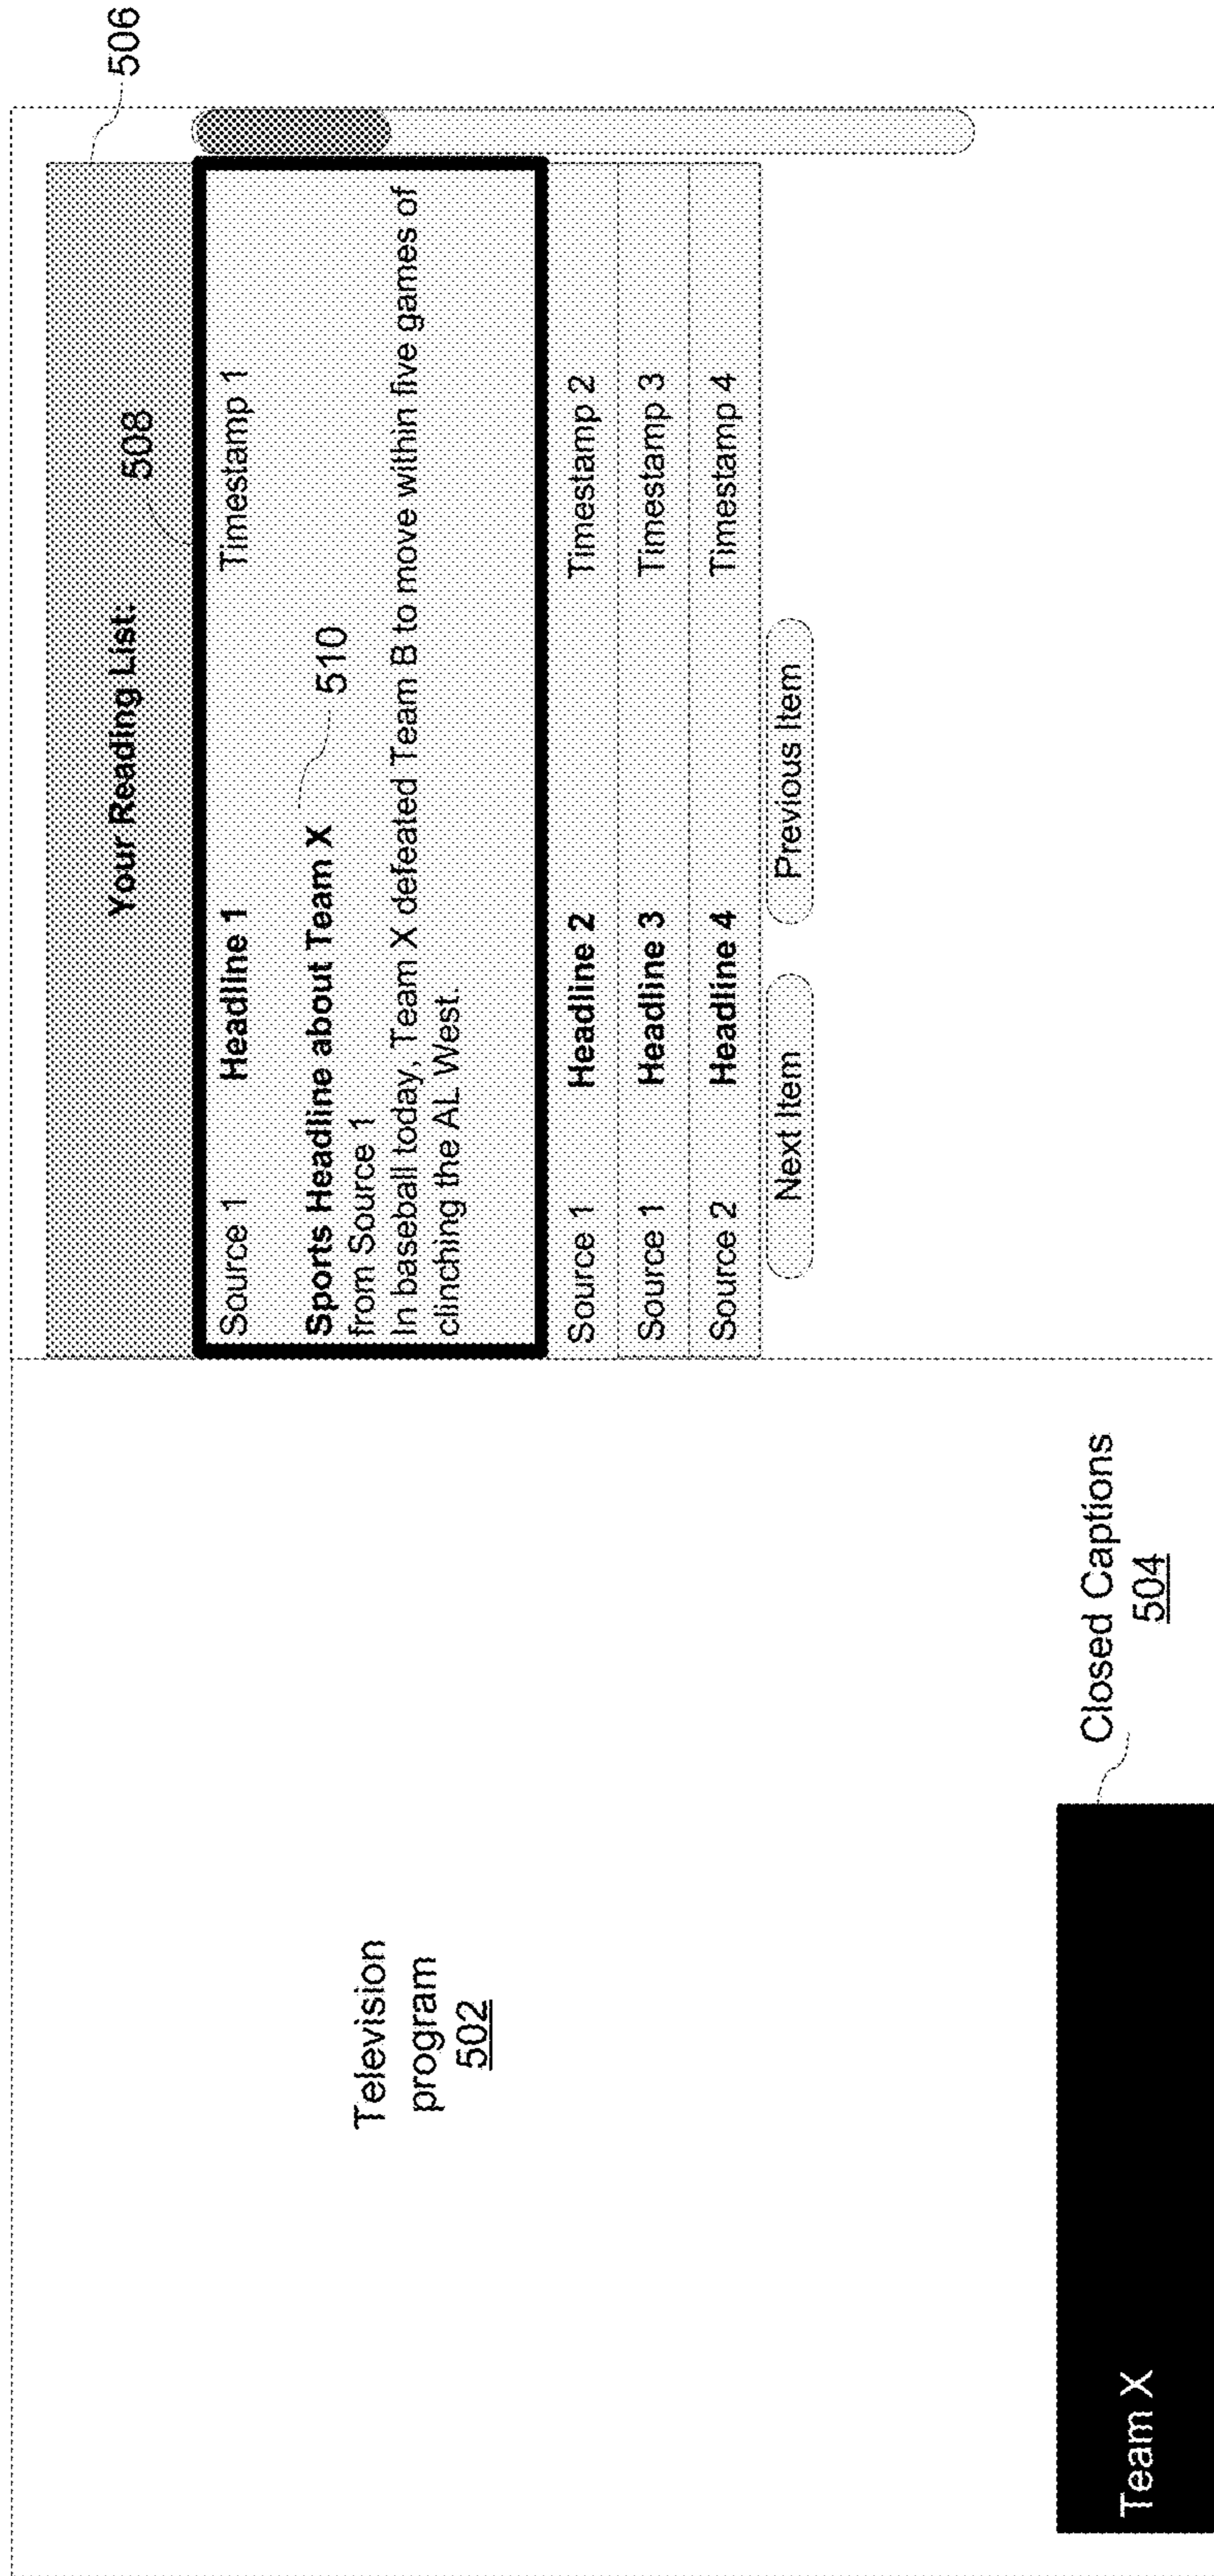 Television
program
502
Closed Captions
504
Team X
506
Your Reading List:
508
Source 1 Headline 1 Timestamp 1
Sports Headline about Team X
510
from Source 1
In baseball today, Team X defeated Team B to move within five games of
clinching the AL West.
Source 1 Headline 2 Timestamp 2
Source 1 Headline 3 Timestamp 3
Source 2 Headline 4 Timestamp 4
Next Item Previous Item